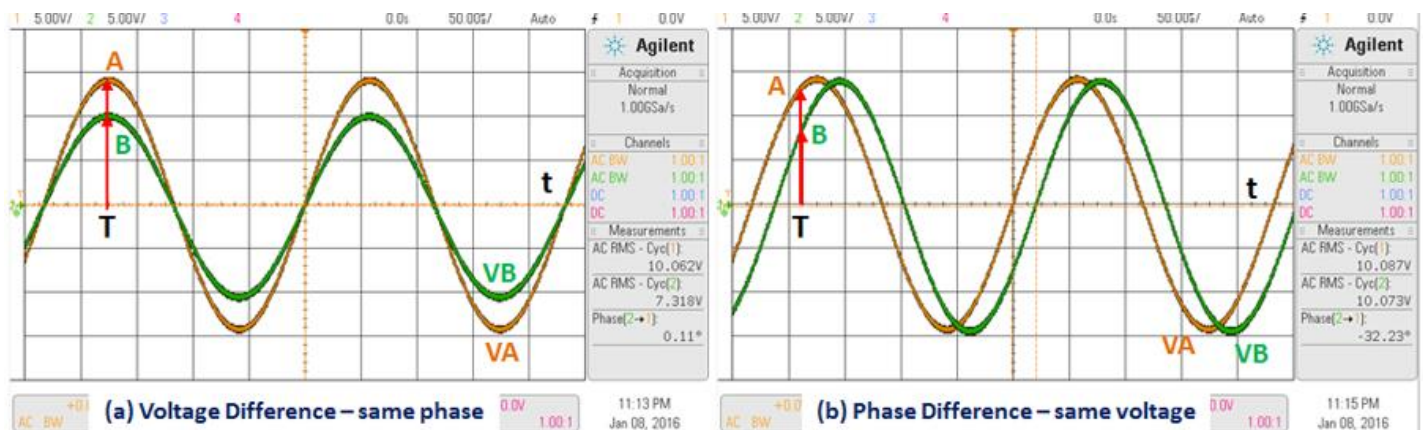 1 5.00V/ 2 5.00V/ 3 4 0.0s 50.00%/ Auto 1 0.0V
Agilent
Acquisition
Normal
1.00GSa/s
Channels
AC BW 1.00:1
AC BW 1.00:1
DC 1.00:1
DC 1.00:1
Measurements
AC RMS - Cyc(1):
10.062V
AC RMS - Cyc(2):
7.318V
Phase(2→1):
0.11°
A
B
T
t
VB
VA
AC BW
(a) Voltage Difference – same phase
0.0V
1.00:1
11:13 PM
Jan 08, 2016
1 5.00V/ 2 5.00V/ 3 4 0.0s 50.00%/ Auto 1 0.0V
Agilent
Acquisition
Normal
1.00GSa/s
Channels
AC BW 1.00:1
AC BW 1.00:1
DC 1.00:1
DC 1.00:1
Measurements
AC RMS - Cyc(1):
10.087V
AC RMS - Cyc(2):
10.073V
Phase(2→1):
-32.23°
A
B
T
t
VA
VB
AC BW
(b) Phase Difference – same voltage
0.0V
1.00:1
11:15 PM
Jan 08, 2016